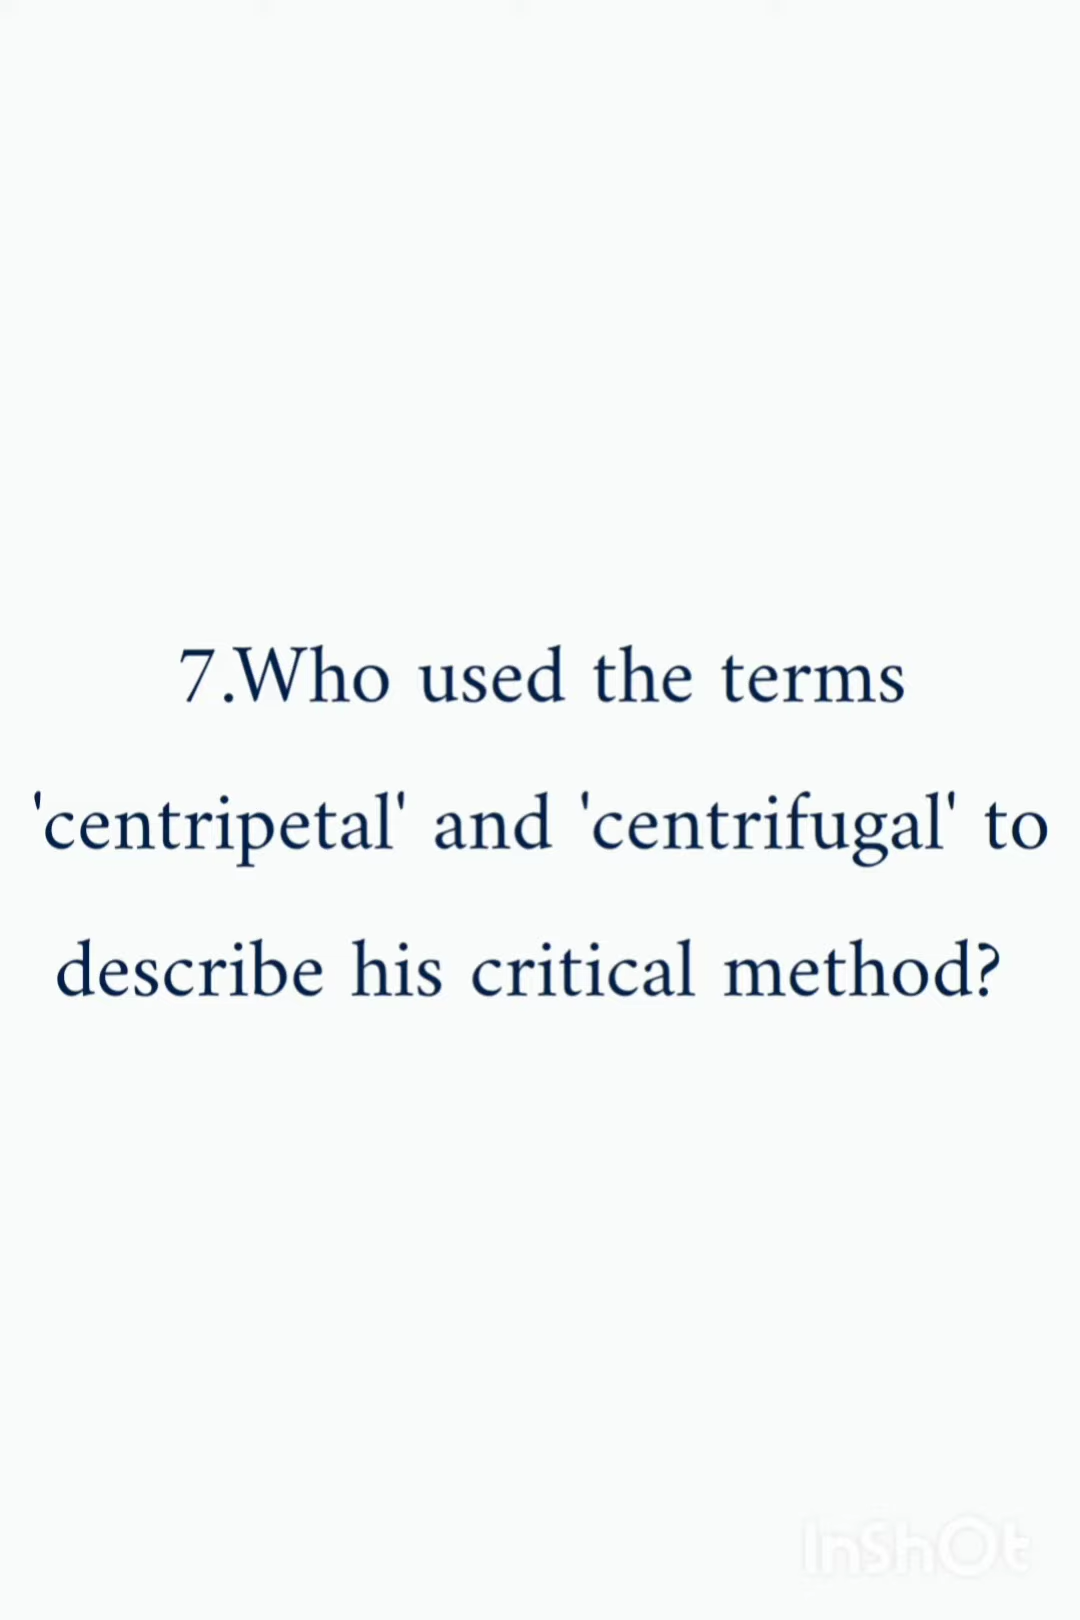 7.Who used the terms
'centripetal' and 'centrifugal' to
describe his critical method?
InShOt